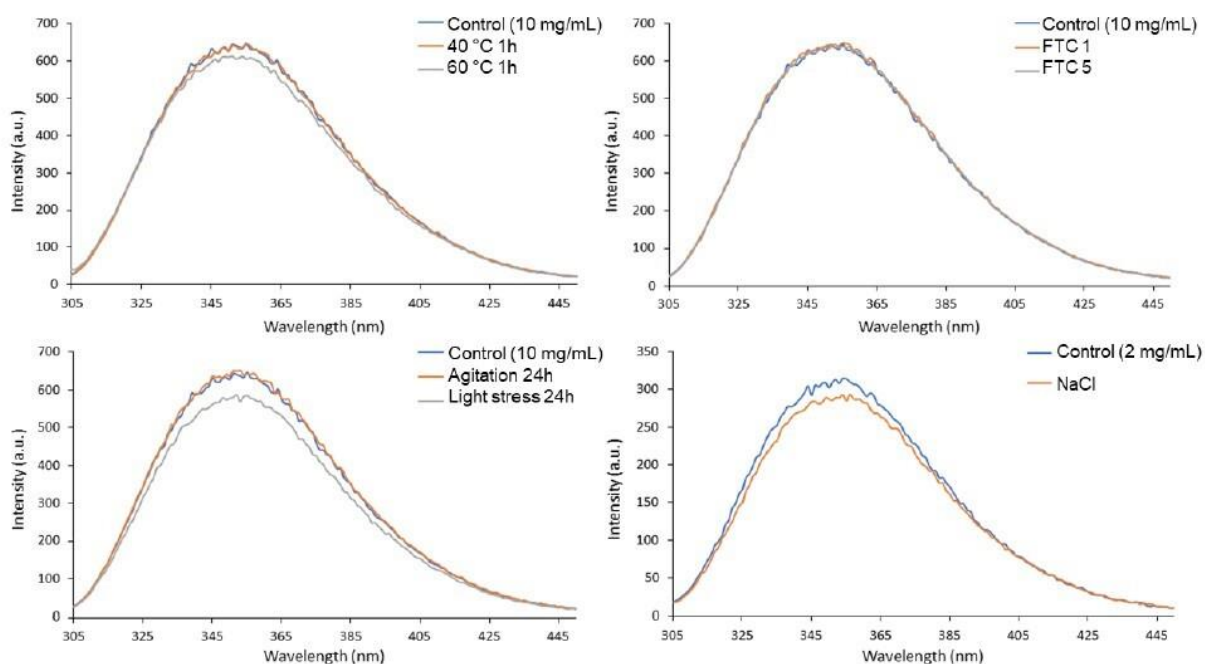 Control (10 mg/mL)
40 °C 1h
60 °C 1h
Intensity (a.u.)
700
600
500
400
300
200
100
0
305 325 345 365 385 405 425 445
Wavelength (nm)
Control (10 mg/mL)
FTC 1
FTC 5
Intensity (a.u.)
700
600
500
400
300
200
100
0
305 325 345 365 385 405 425 445
Wavelength (nm)
Control (10 mg/mL)
Agitation 24h
Light stress 24h
Intensity (a.u.)
700
600
500
400
300
200
100
0
305 325 345 365 385 405 425 445
Wavelength (nm)
Control (2 mg/mL)
NaCl
Intensity (a.u.)
350
300
250
200
150
100
50
0
305 325 345 365 385 405 425 445
Wavelength (nm)